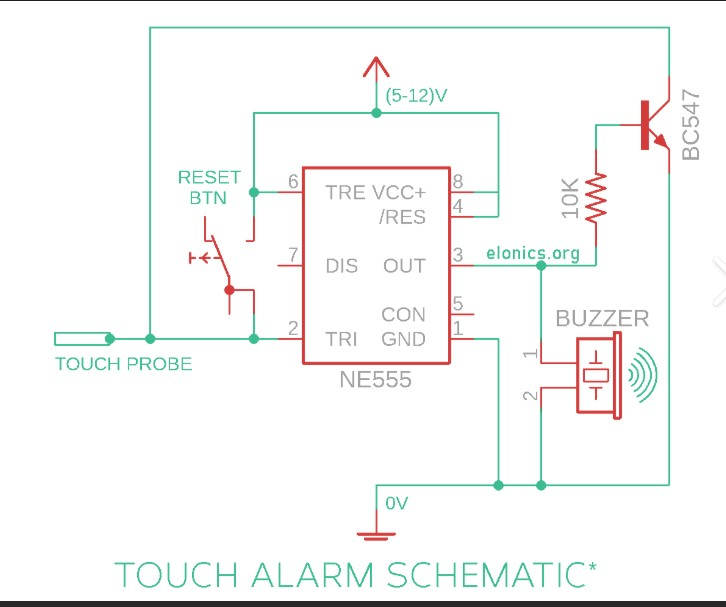 (5-12)V
BC547
RESET
BTN
10K
6
TRE
VCC+
8
/RES
4
7
DIS
OUT
3
elonics.org
CON
5
2
TRI
GND
1
TOUCH PROBE
NE555
BUZZER
1
2
0V
TOUCH ALARM SCHEMATIC*